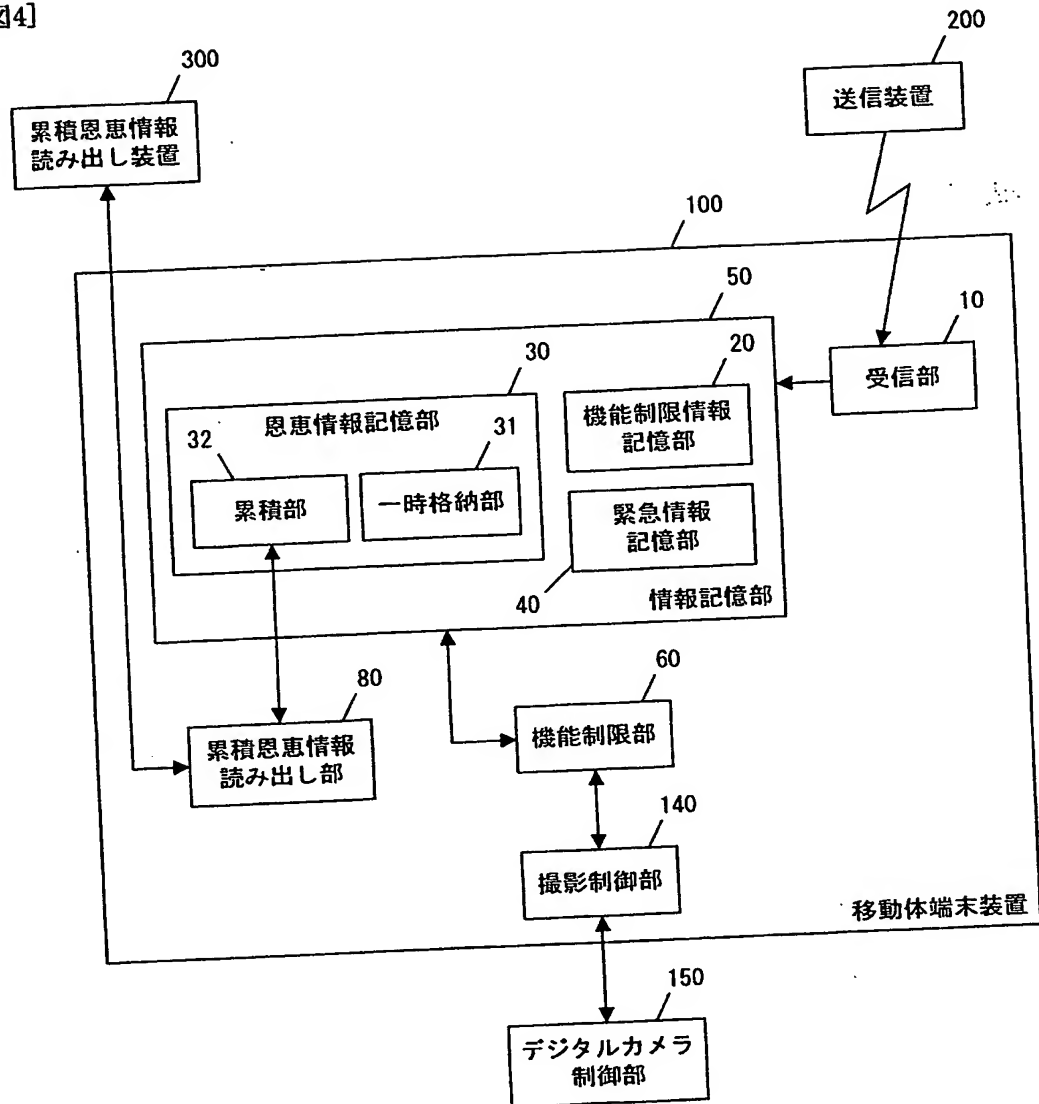 図4]
200
300
送信装置
累積恩恵情報
読み出し装置
100
50
10
30
20
受信部
恩恵情報記憶部
機能制限情報
記憶部
32
31
累積部
一時格納部
緊急情報
記憶部
40
情報記憶部
80
60
累積恩恵情報
読み出し部
機能制限部
140
撮影制御部
移動体端末装置
150
デジタルカメラ
制御部